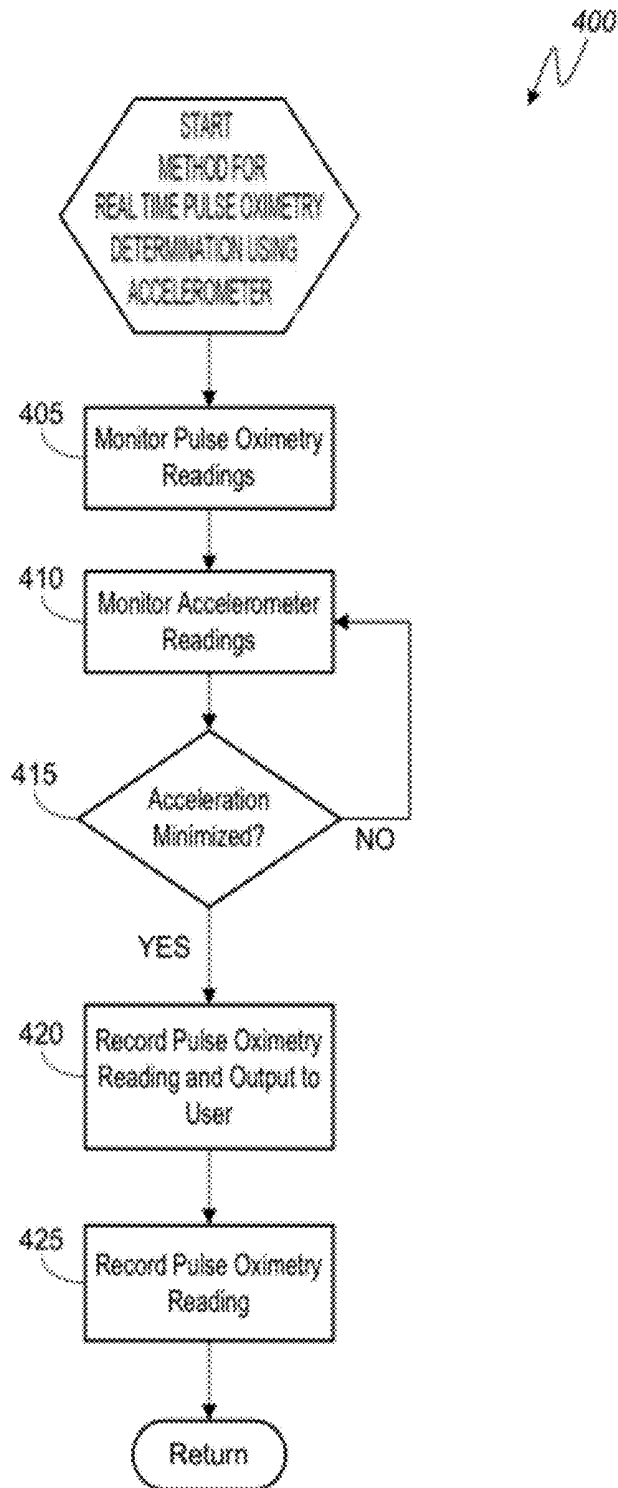 400
START
METHOD FOR
REAL TIME PULSE OXIMETRY
DETERMINATION USING
ACCELEROMETER
405
Monitor Pulse Oximetry
Readings
410
Monitor Accelerometer
Readings
415
Acceleration
Minimized?
NO
YES
420
Record Pulse Oximetry
Reading and Output to
User
425
Record Pulse Oximetry
Reading
Return